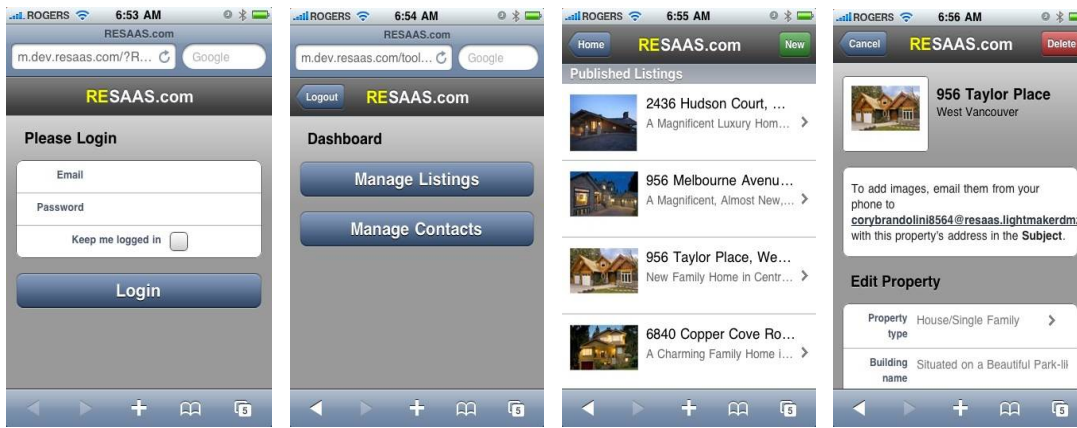 ROGERS 6:53 AM
RESAAS.com
m.dev.resaas.com/?R... Google
RESAAS.com
Please Login
Email
Password
Keep me logged in
Login
5
ROGERS 6:54 AM
RESAAS.com
m.dev.resaas.com/tool... Google
Logout RESAAS.com
Dashboard
Manage Listings
Manage Contacts
5
ROGERS 6:55 AM
Home RESAAS.com New
Published Listings
2436 Hudson Court, ...
A Magnificent Luxury Hom...
956 Melbourne Avenu...
A Magnificent, Almost New,...
956 Taylor Place, We...
New Family Home in Centr...
6840 Copper Cove Ro...
A Charming Family Home i...
5
ROGERS 6:56 AM
Cancel RESAAS.com Delete
956 Taylor Place
West Vancouver
To add images, email them from your
phone to
corybrandolini8564@resaas.lightmakerdm
with this property's address in the Subject.
Edit Property
Property House/Single Family
type
Building Situated on a Beautiful Park-li
name
5